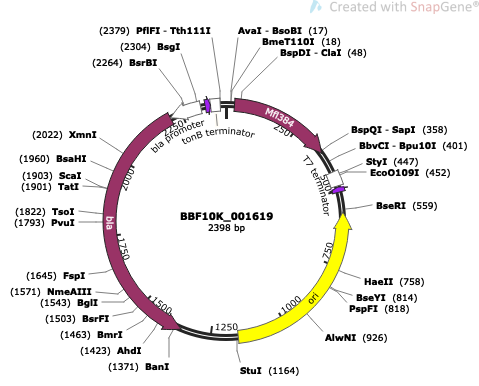 Created with SnapGene®
(2379) PflFI - Tth111I
(2304) BsgI
(2264) BsrBI
AvaI - BsoBI (17)
BmeT110I (18)
BspDI - ClaI (48)
(2022) XmnI
(1960) BsaHI
(1903) ScaI
(1901) TatI
(1822) TsoI
(1793) PvuI
(1645) FspI
(1571) NmeAIII
(1543) BglI
(1503) BsrFI
(1463) BmrI
(1423) AhdI
(1371) BanI
BspQI - SapI (358)
BbvCI - Bpu10I (401)
StyI (447)
EcoO109I (452)
BseRI (559)
HaeII (758)
BseYI (814)
PspFI (818)
AlwNI (926)
StuI (1164)
bla promoter
tonB terminator
Mfl3B4
T7 terminator
ori
bla
250
500
750
1000
1250
1500
1750
2000
2250
BBF10K_001619
2398 bp